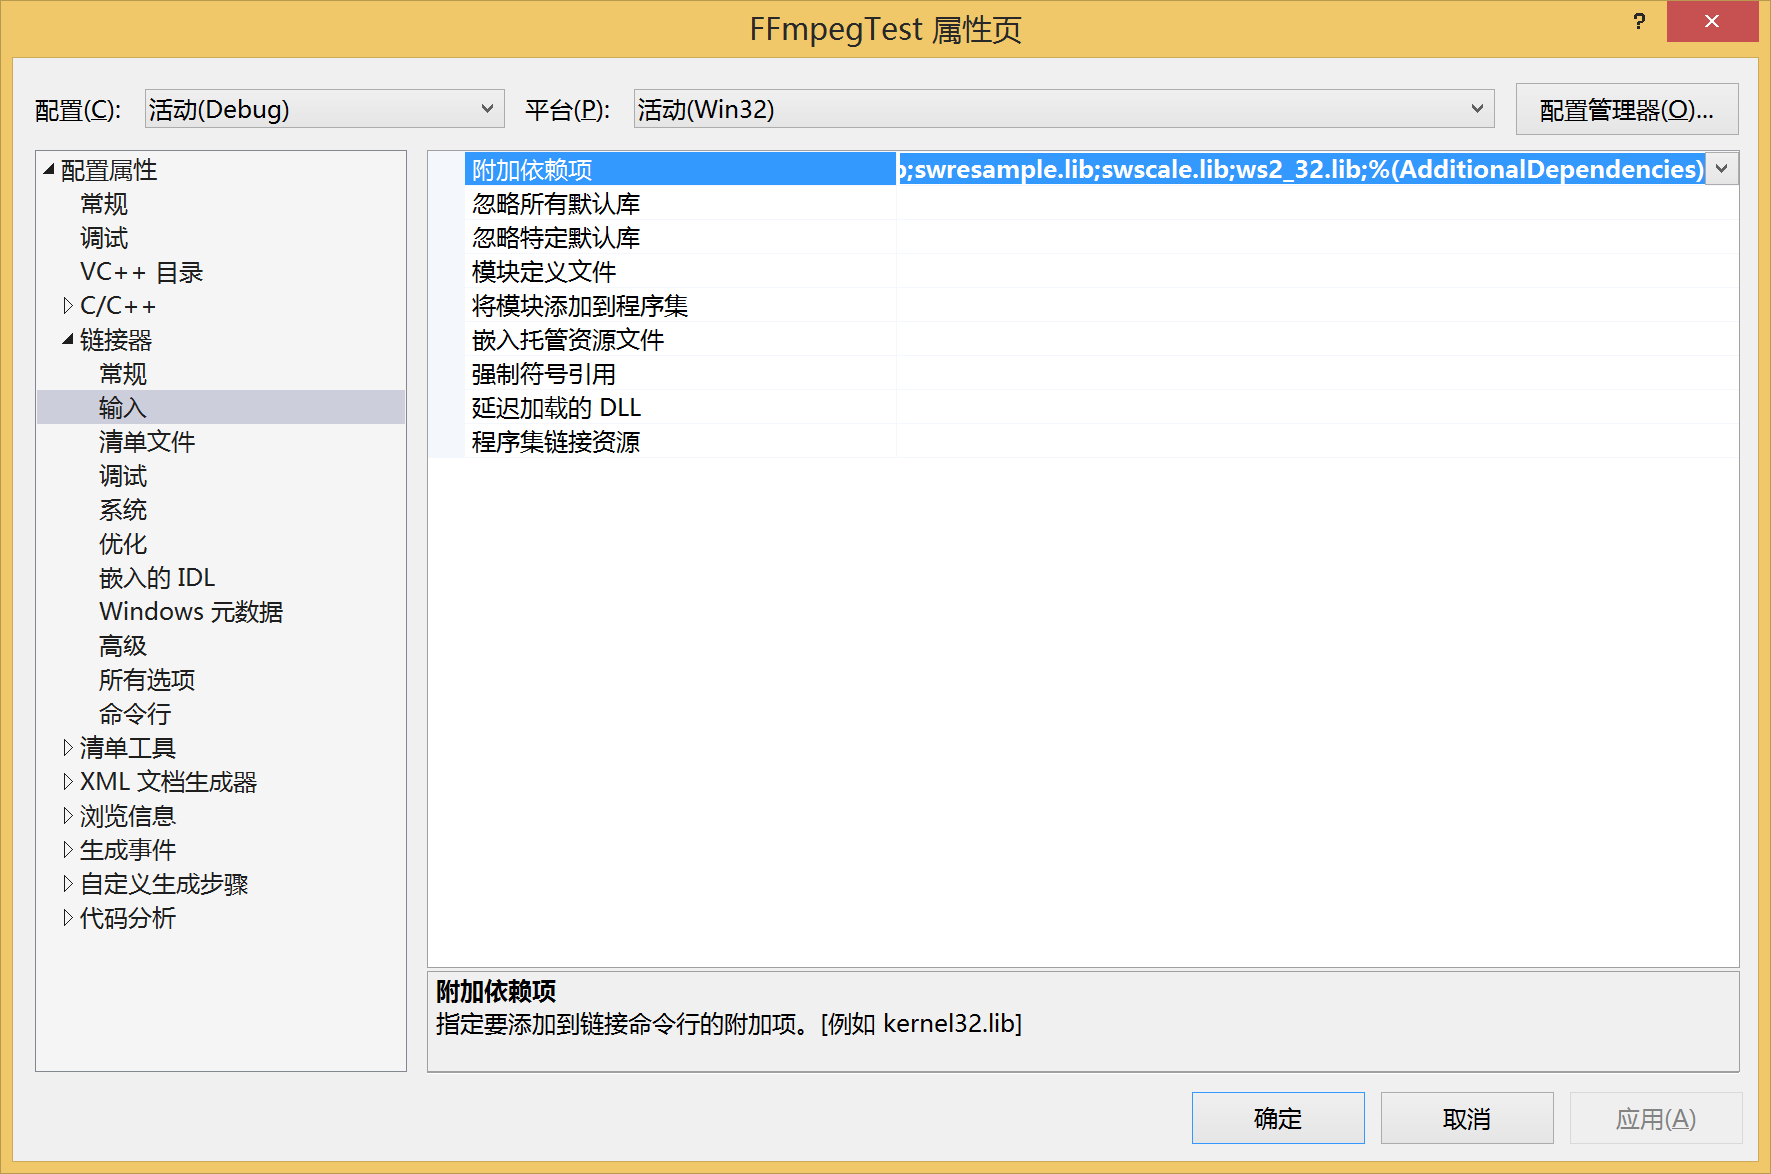 FFmpegTest 属性页
?
配置(C): 活动(Debug) 平台(P): 活动(Win32) 配置管理器(O)...
配置属性
常规
调试
VC++ 目录
C/C++
链接器
常规
输入
清单文件
调试
系统
优化
嵌入的 IDL
Windows 元数据
高级
所有选项
命令行
清单工具
XML 文档生成器
浏览信息
生成事件
自定义生成步骤
代码分析
附加依赖项 ;swresample.lib;swscale.lib;ws2_32.lib;%(AdditionalDependencies)
忽略所有默认库
忽略特定默认库
模块定义文件
将模块添加到程序集
嵌入托管资源文件
强制符号引用
延迟加载的 DLL
程序集链接资源
附加依赖项
指定要添加到链接命令行的附加项。[例如 kernel32.lib]
确定 取消 应用(A)